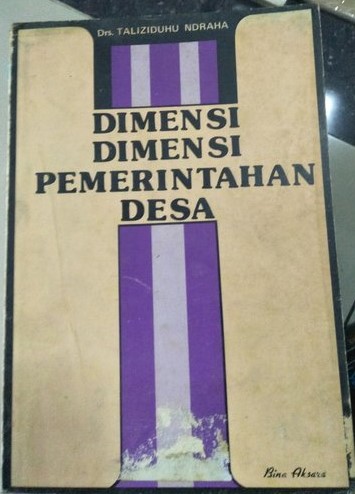 Drs. TALIZIDUHU NDRAHA
DIMENSI
DIMENSI
PEMERINTAHAN
DESA
Bina Aksara